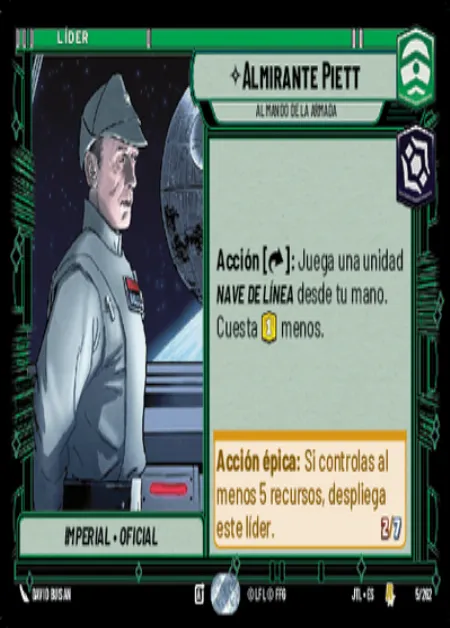 LÍDER
ALMIRANTE PIETT
AL MANDO DE LA ARMADA
Acción [ ]: Juega una unidad
NAVE DE LÍNEA desde tu mano.
Cuesta 1 menos.
Acción épica: Si controlas al
menos 5 recursos, despliega
este líder.
2/7
IMPERIAL • OFICIAL
DAVID BUISÁN
© LFL © FFG
JTL • ES
5/262